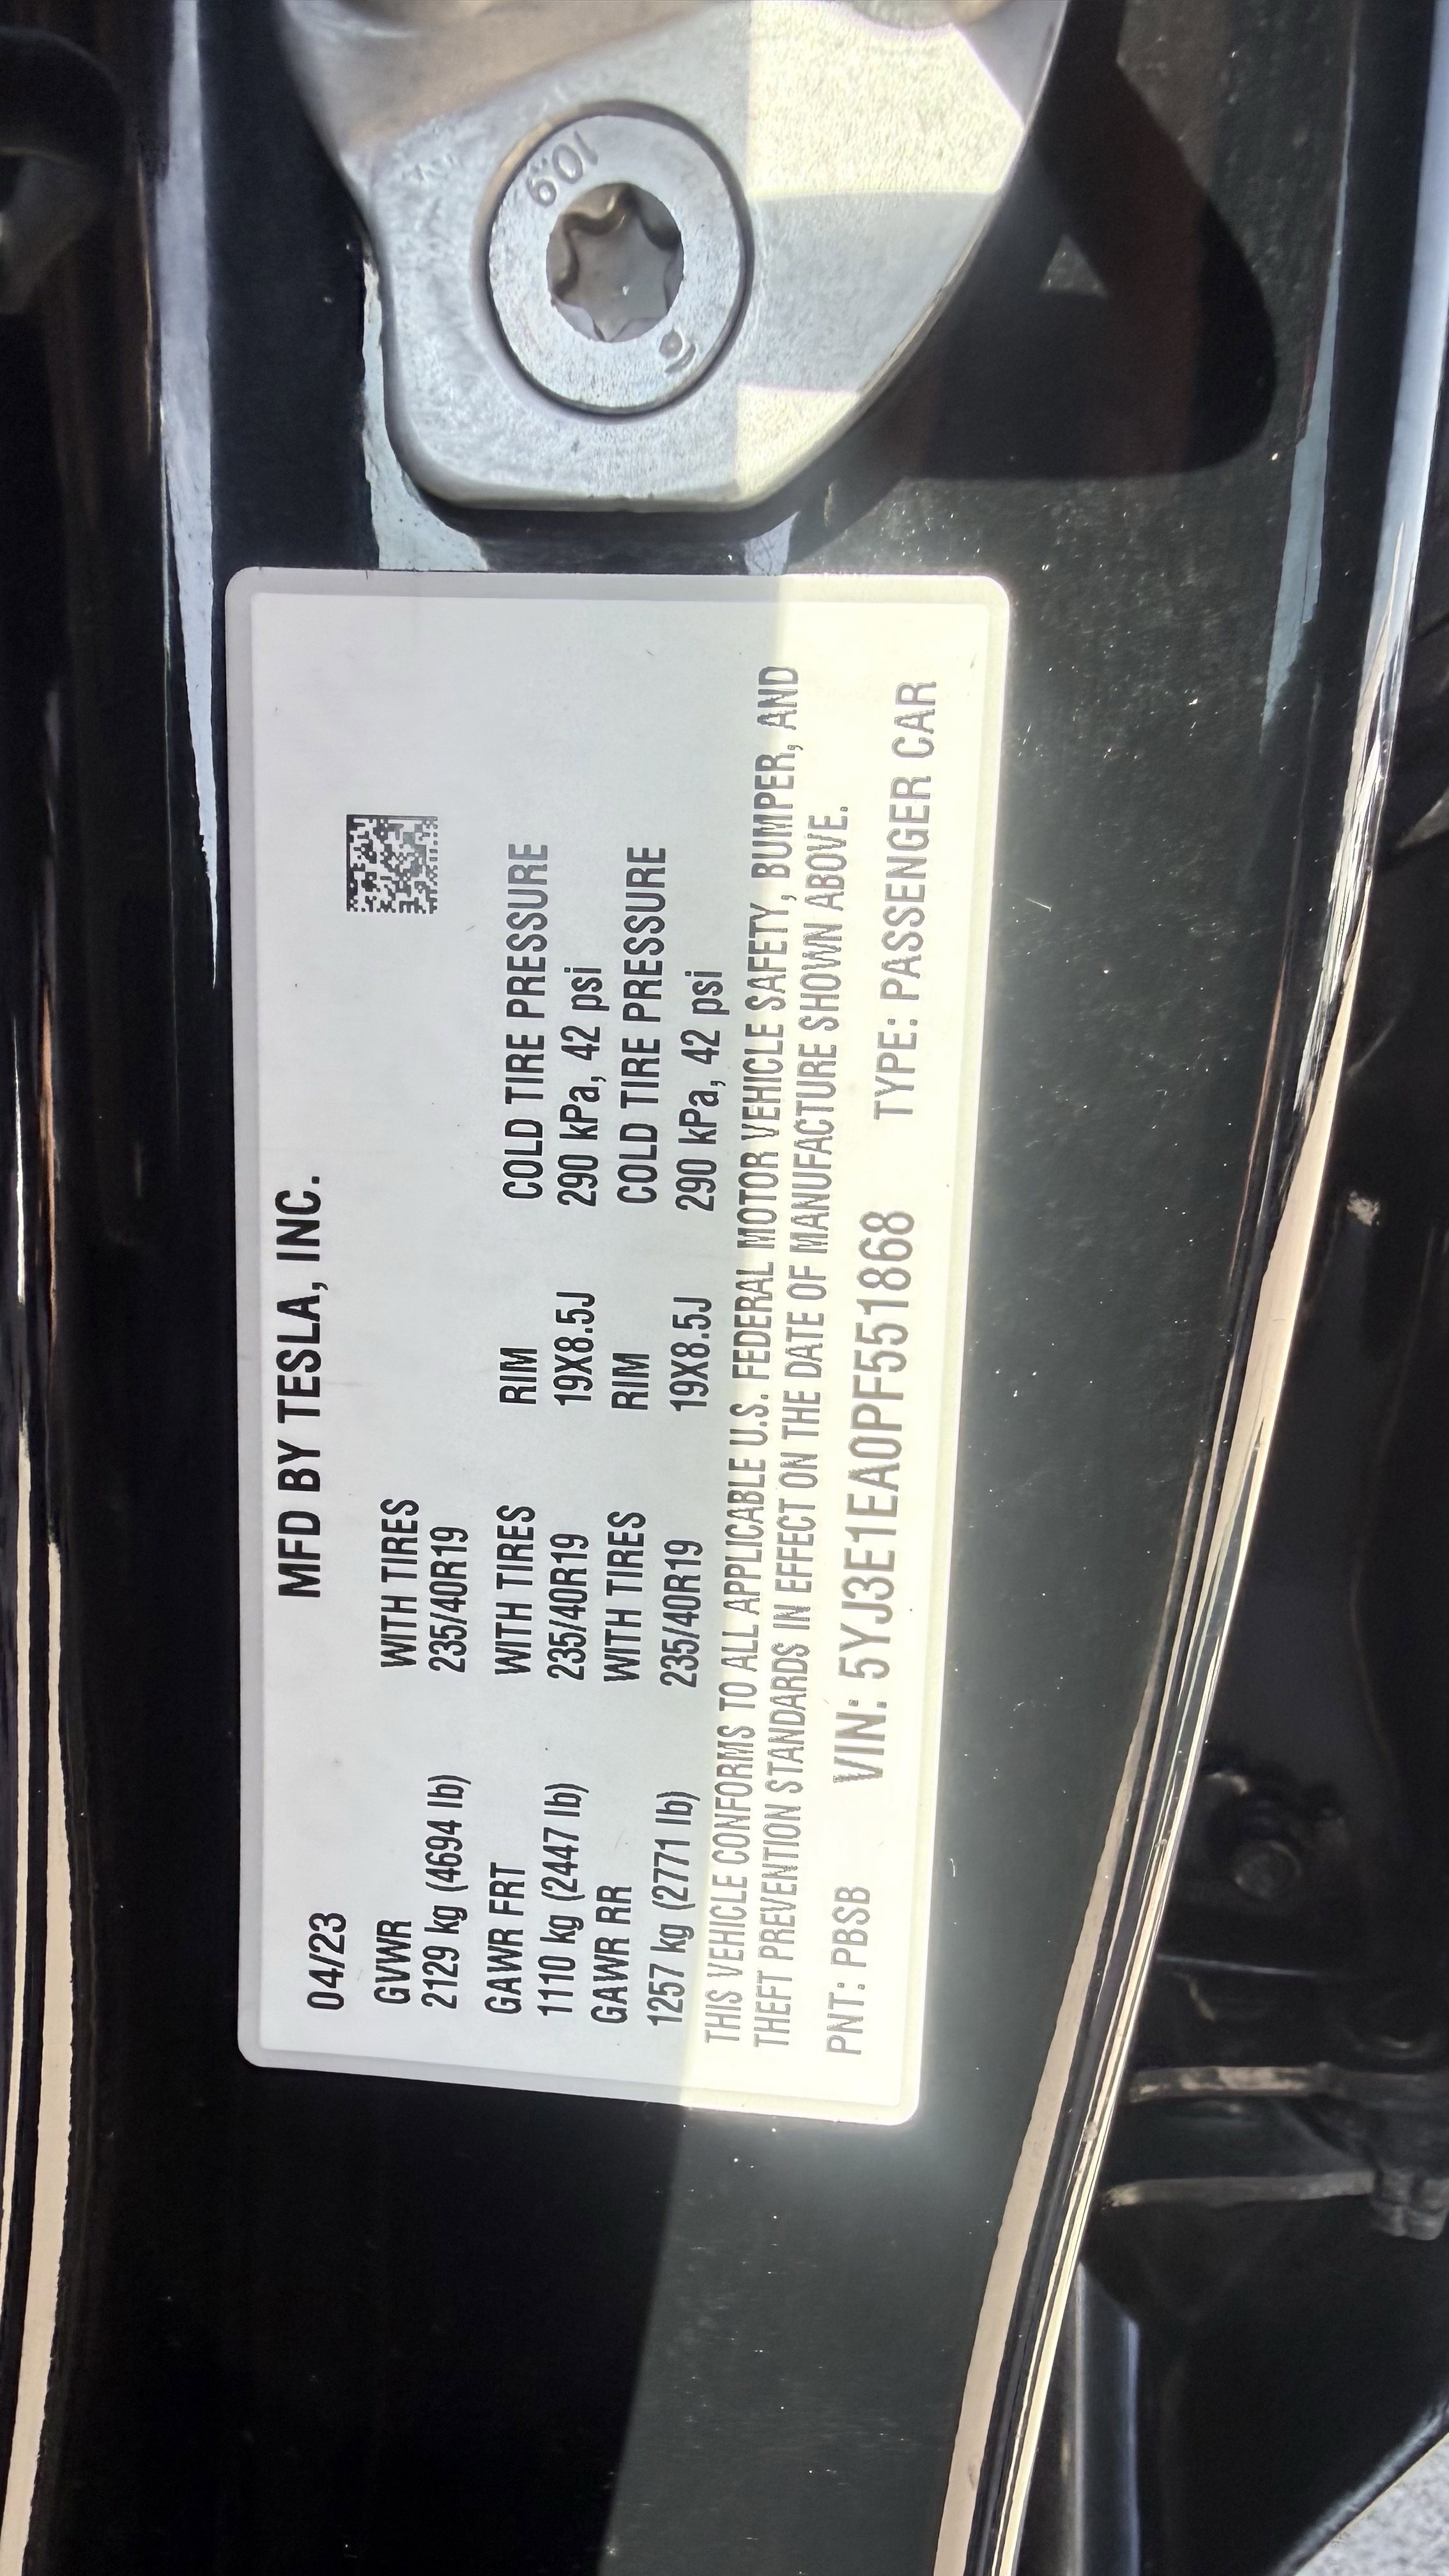 10.9
04/23 MFD BY TESLA, INC.
GVWR WITH TIRES
2129 kg (4694 lb) 235/40R19
GAWR FRT WITH TIRES RIM COLD TIRE PRESSURE
1110 kg (2447 lb) 235/40R19 19X8.5J 290 kPa, 42 psi
GAWR RR WITH TIRES RIM COLD TIRE PRESSURE
1257 kg (2771 lb) 235/40R19 19X8.5J 290 kPa, 42 psi
THIS VEHICLE CONFORMS TO ALL APPLICABLE U.S. FEDERAL MOTOR VEHICLE SAFETY, BUMPER, AND
THEFT PREVENTION STANDARDS IN EFFECT ON THE DATE OF MANUFACTURE SHOWN ABOVE.
PNT: PBSB VIN: 5YJ3E1EA0PF551868 TYPE: PASSENGER CAR